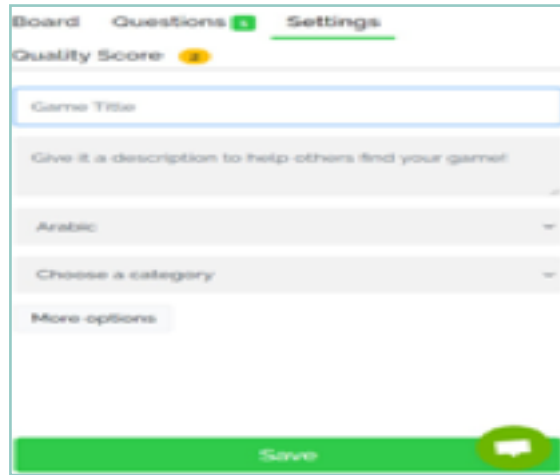 Board Questions Settings
Quality Score
Game Title
Give it a description to help others find your game!
Arabic
Choose a category
More options
Save